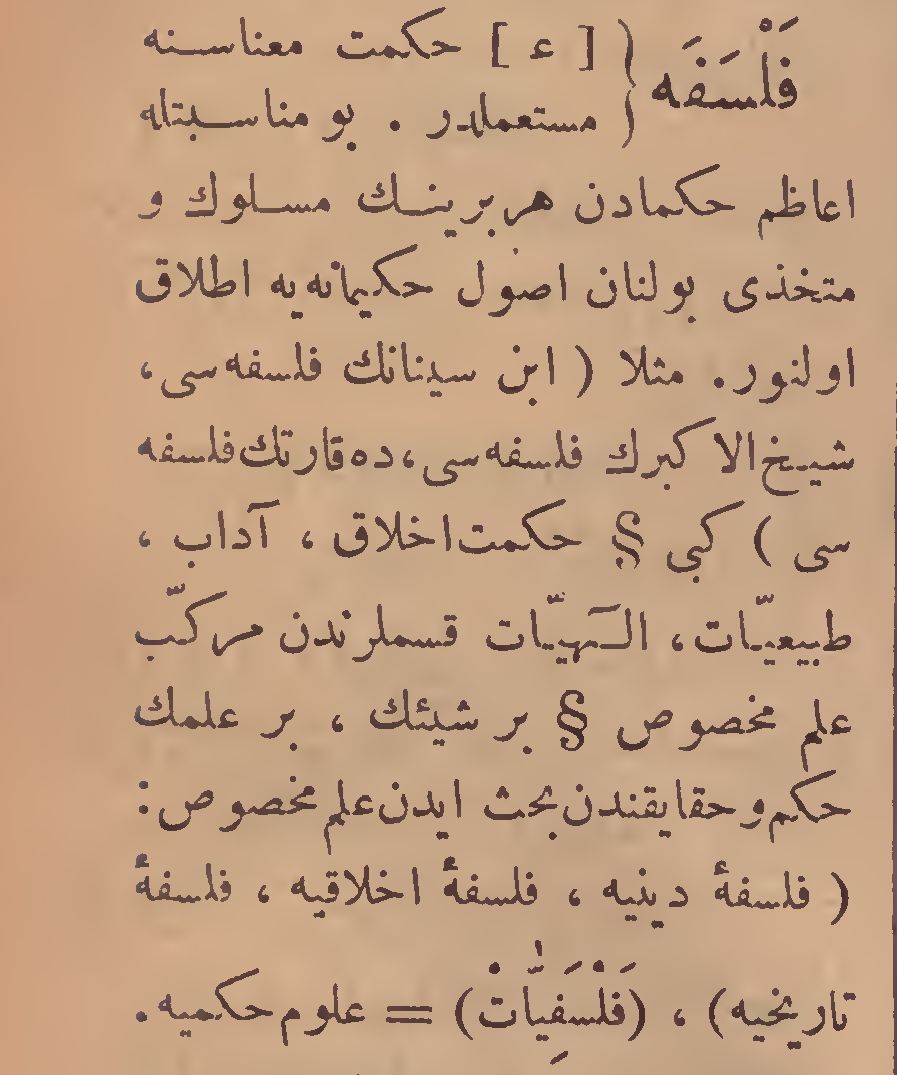 فَلْسَفَه { [ ع ] حكمت معناسنه
مستعملدر . بو مناسبتله
اعاظم حكمادن هر برينك مسلوك و
متخذى بولنان اصول حكيمانه يه اطلاق
اولنور. مثلا ( ابن سينانك فلسفه سى ،
شيخ الاكبرك فلسفه سى ، ده قارتك فلسفه
سى ) كبى § حكمت اخلاق ، آداب ،
طبيعيّات ، الٓهيّات قسملرندن مركّب
علم مخصوص § بر شيئك ، بر علمك
حكم و حقايقندن بحث ايدن علم مخصوص :
( فلسفهٔ دينيه ، فلسفهٔ اخلاقيه ، فلسفهٔ
تاريخيه ) ، (فَلْسَفِيَّاتْ) = علوم حكميه .